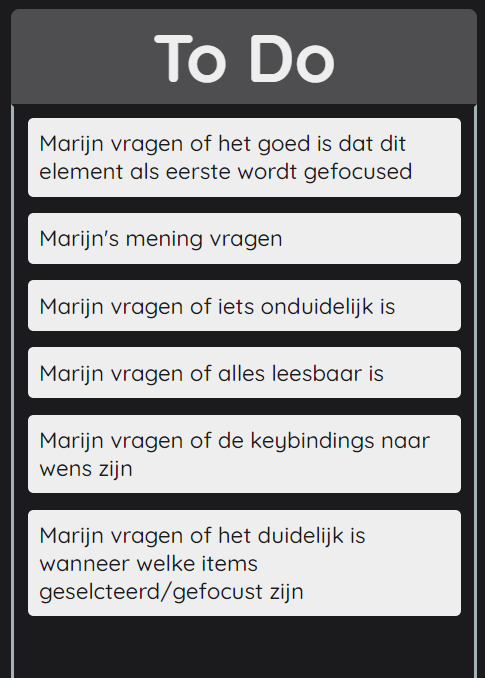 To Do
Marijn vragen of het goed is dat dit
element als eerste wordt gefocused
Marijn's mening vragen
Marijn vragen of iets onduidelijk is
Marijn vragen of alles leesbaar is
Marijn vragen of de keybindings naar
wens zijn
Marijn vragen of het duidelijk is
wanneer welke items
geselcteerd/gefocust zijn